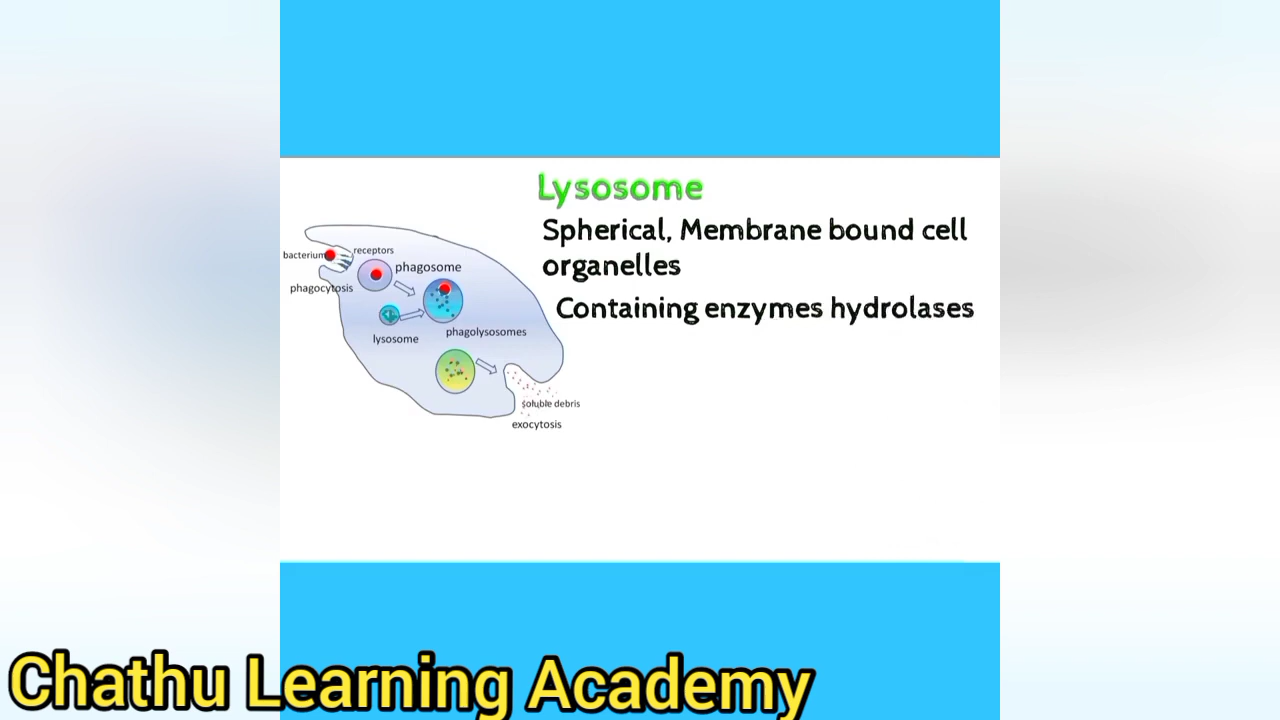 Lysosome
Spherical, Membrane bound cell
organelles
Containing enzymes hydrolases
bacterium
receptors
phagosome
phagocytosis
lysosome
phagolysosomes
soluble debris
exocytosis
Chathu Learning Academy